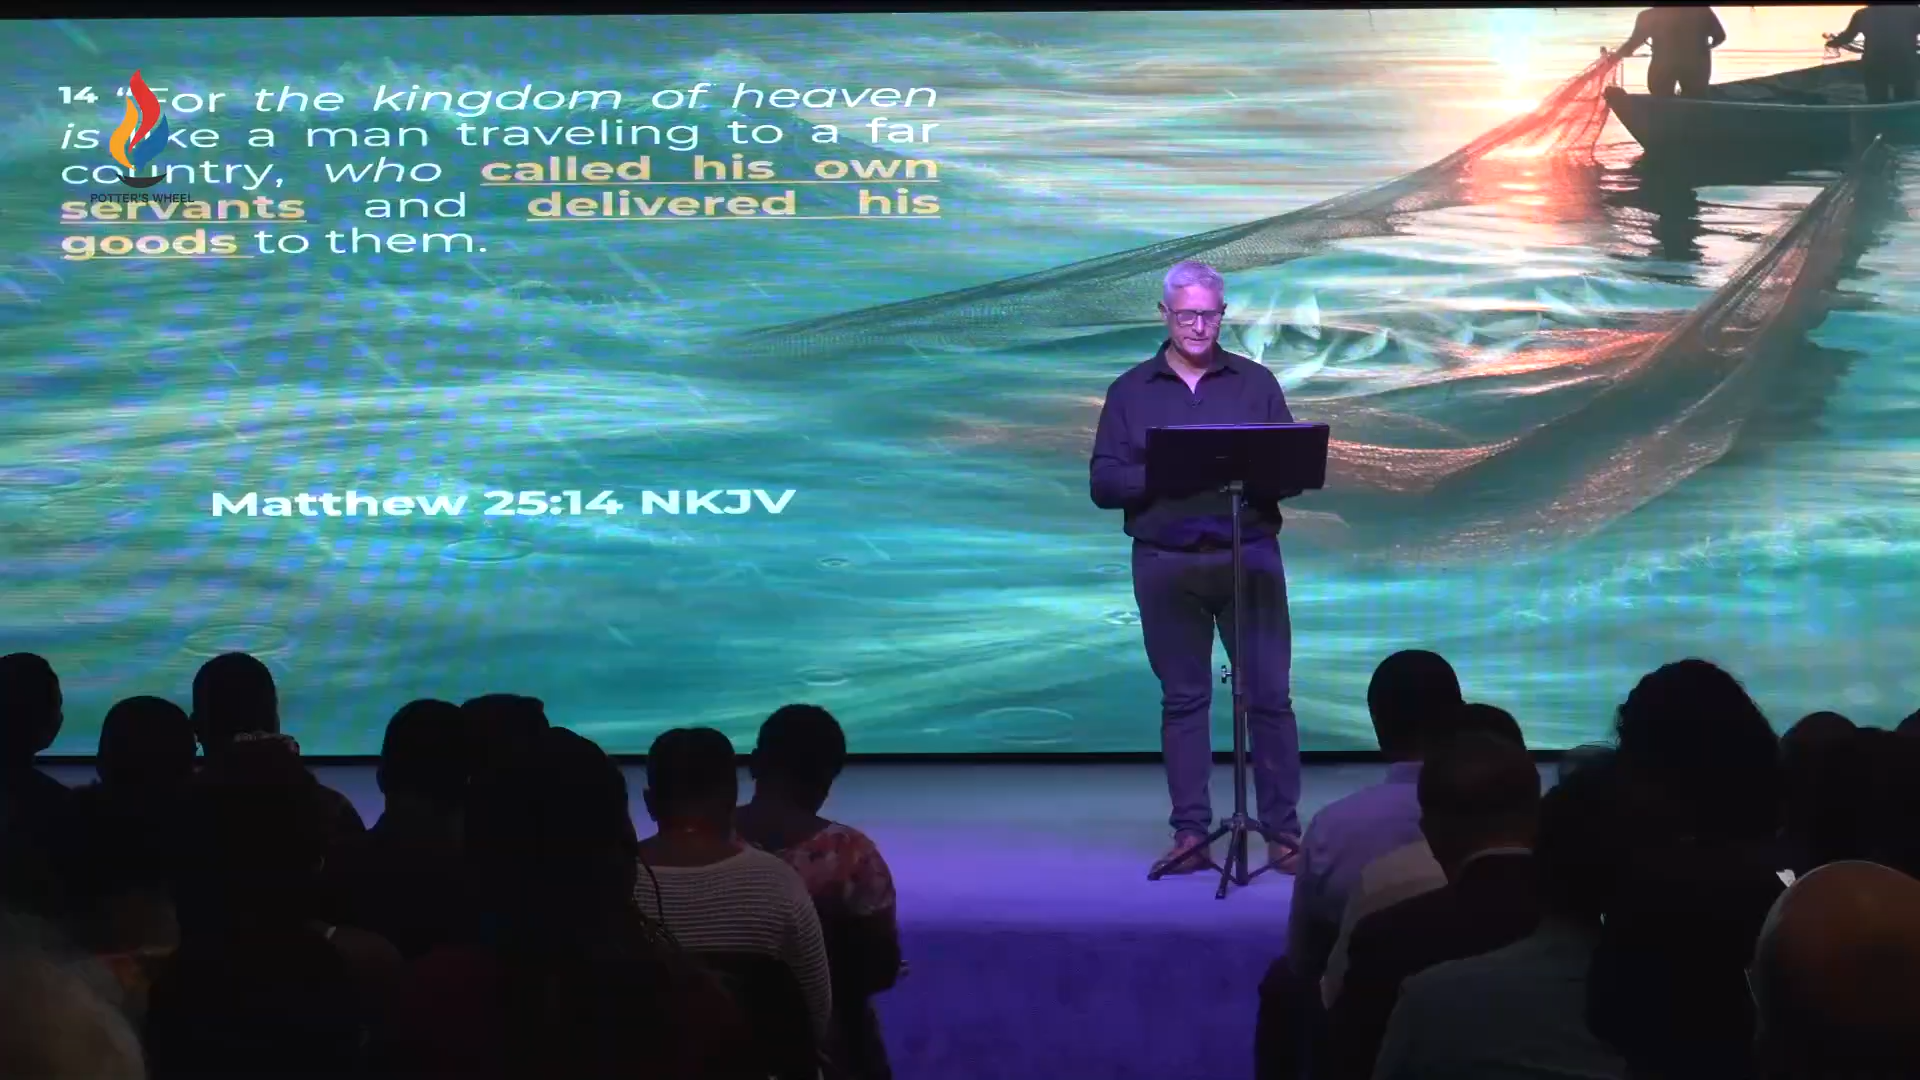 14 "For the kingdom of heaven
is like a man traveling to a far
country, who called his own
servants and delivered his
goods to them.
POTTER'S WHEEL
Matthew 25:14 NKJV